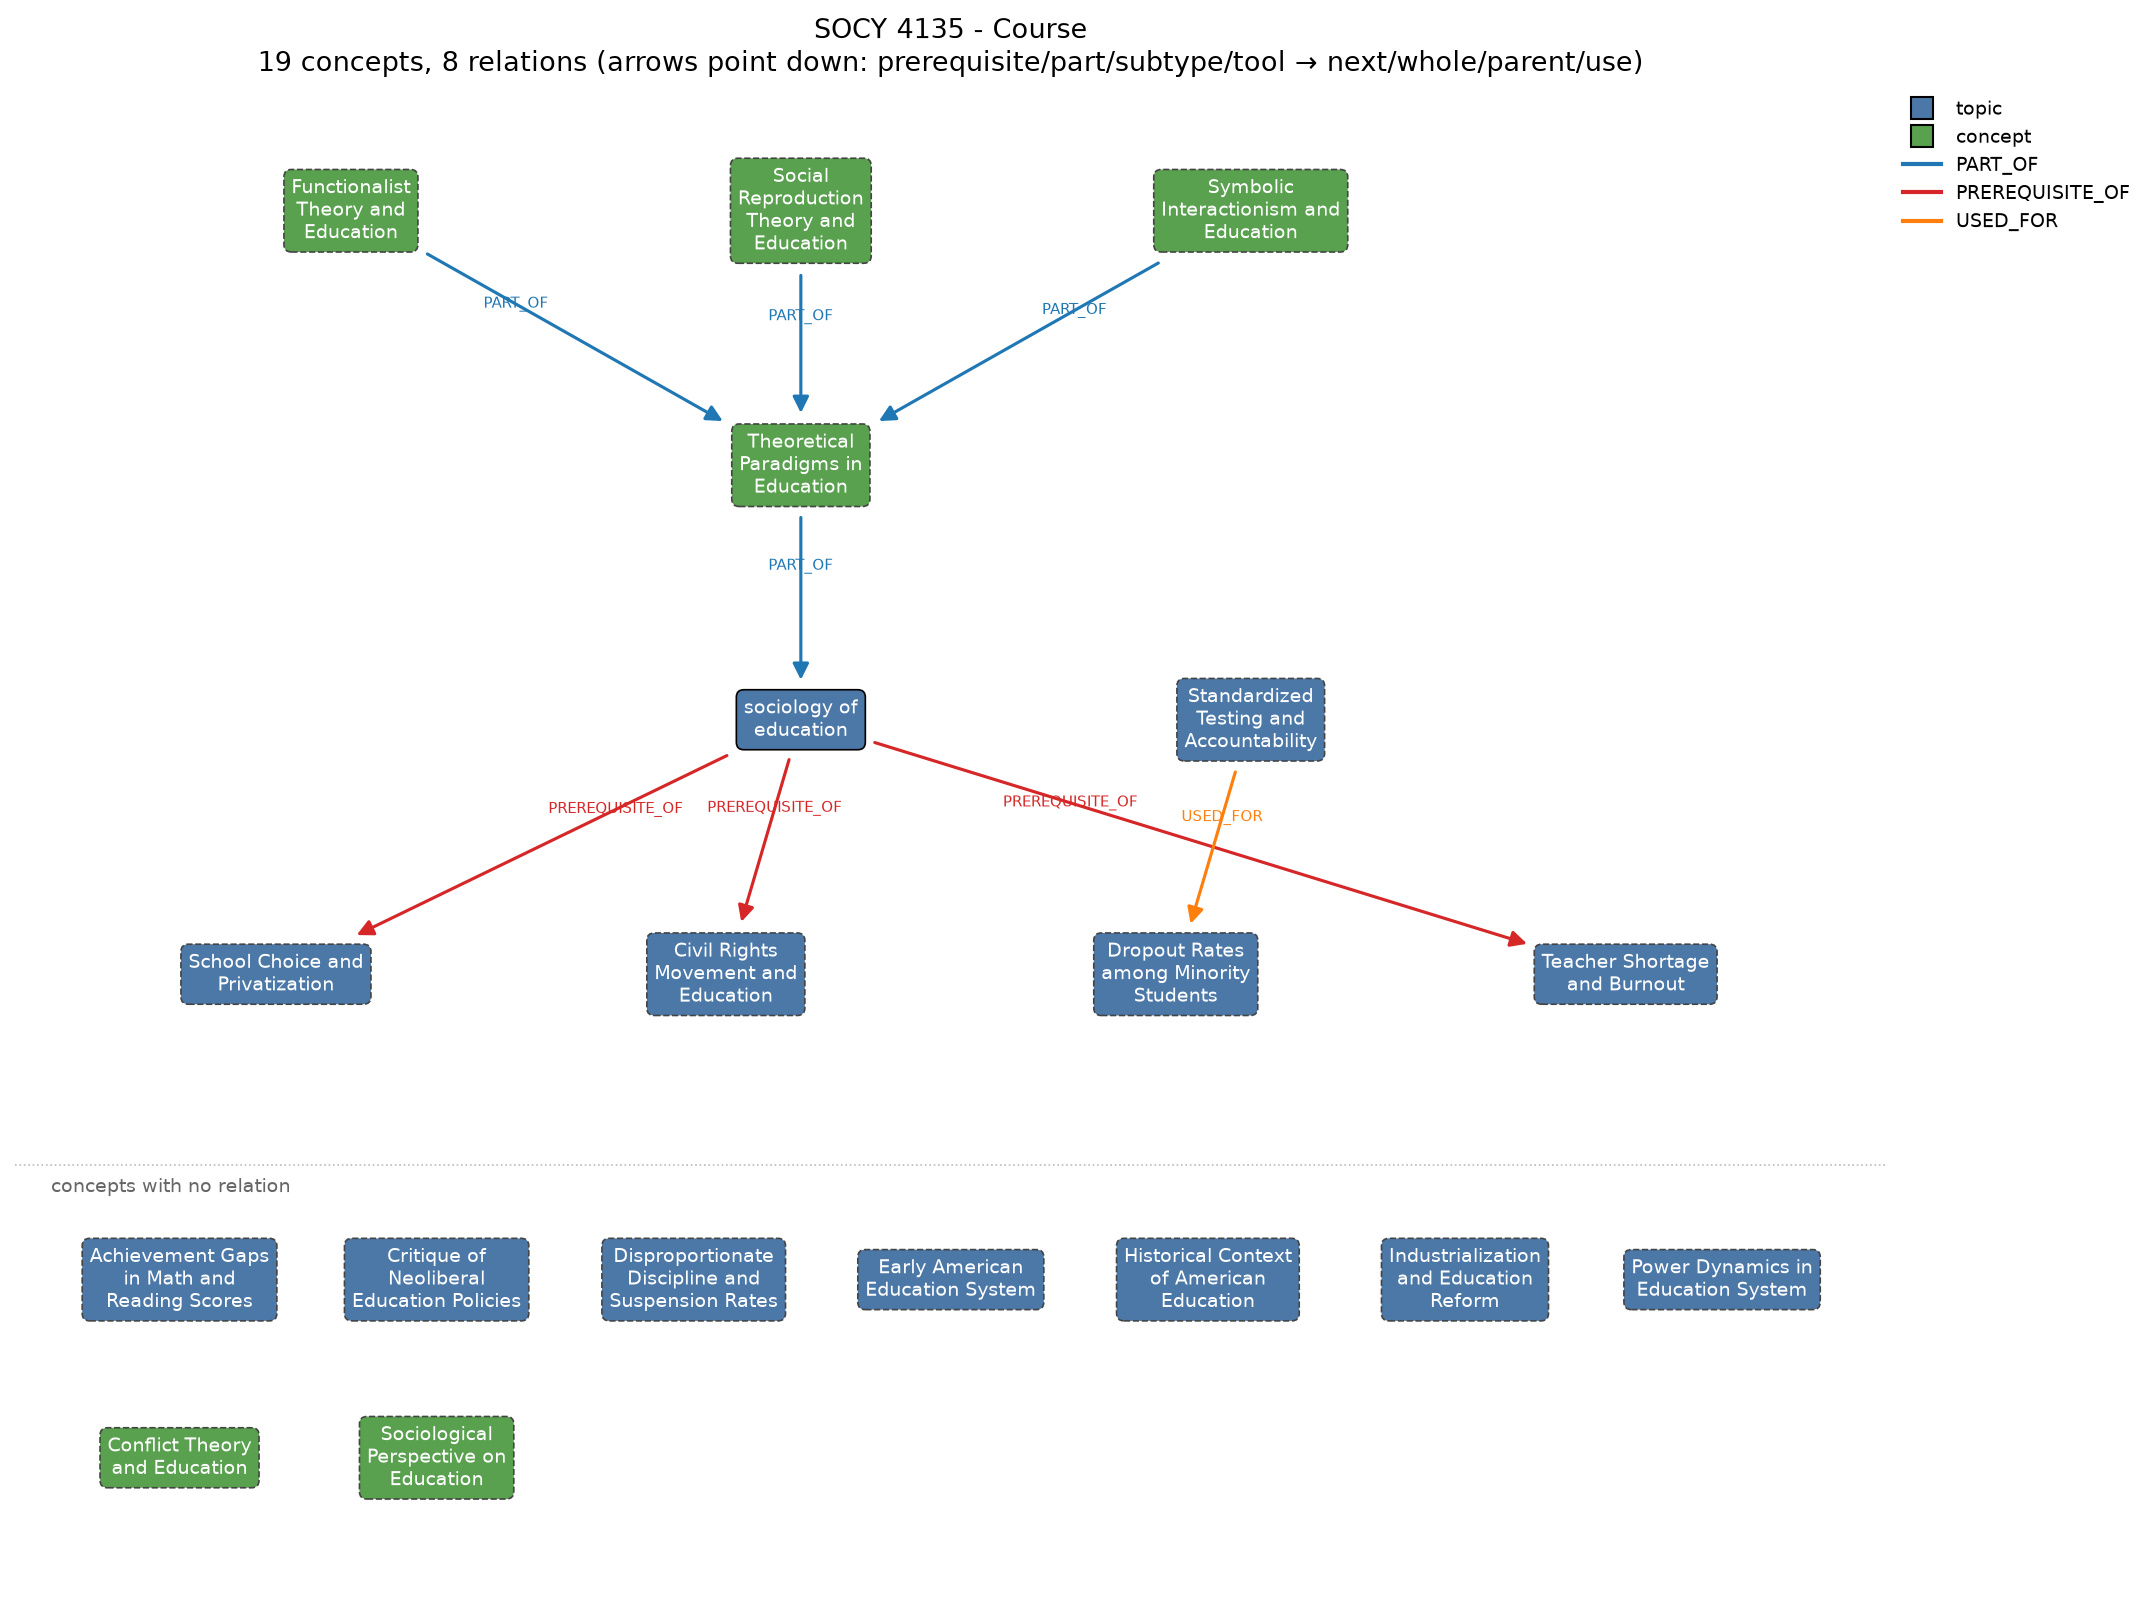 SOCY 4135 - Course
19 concepts, 8 relations (arrows point down: prerequisite/part/subtype/tool → next/whole/parent/use)
topic
concept
PART_OF
PREREQUISITE_OF
USED_FOR
Functionalist
Theory and
Education
Social
Reproduction
Theory and
Education
Symbolic
Interactionism and
Education
PART_OF
PART_OF
PART_OF
Theoretical
Paradigms in
Education
PART_OF
sociology of
education
Standardized
Testing and
Accountability
PREREQUISITE_OF
PREREQUISITE_OF
PREREQUISITE_OF
USED_FOR
School Choice and
Privatization
Civil Rights
Movement and
Education
Dropout Rates
among Minority
Students
Teacher Shortage
and Burnout
concepts with no relation
Achievement Gaps
in Math and
Reading Scores
Critique of
Neoliberal
Education Policies
Disproportionate
Discipline and
Suspension Rates
Early American
Education System
Historical Context
of American
Education
Industrialization
and Education
Reform
Power Dynamics in
Education System
Conflict Theory
and Education
Sociological
Perspective on
Education